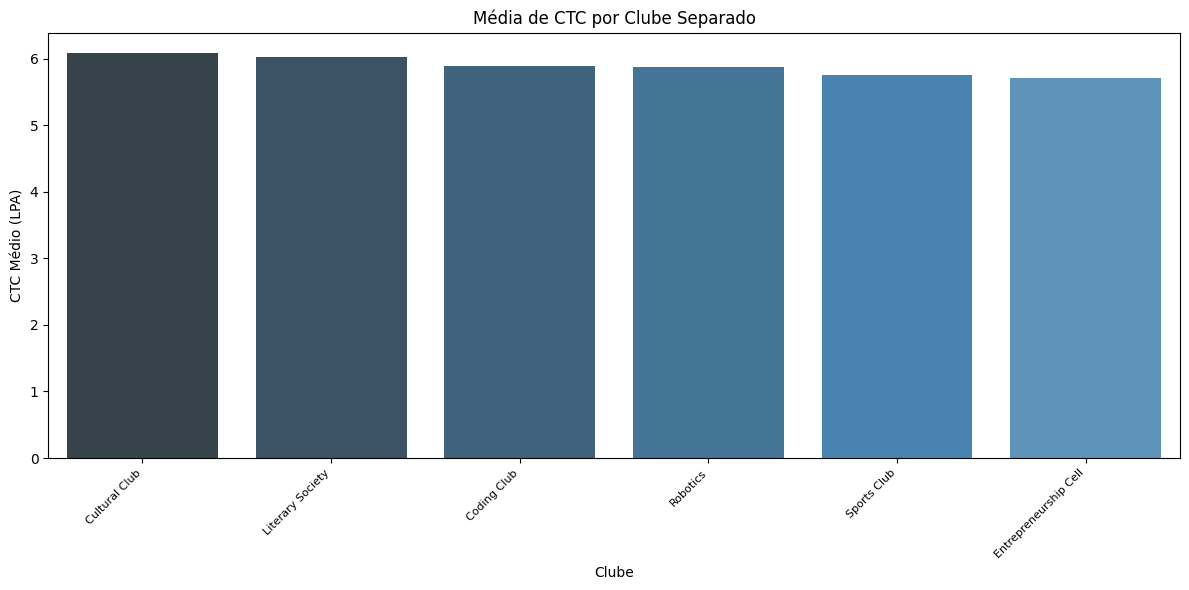 Média de CTC por Clube Separado
CTC Médio (LPA)
6
5
4
3
2
1
0
Cultural Club
Literary Society
Coding Club
Robotics
Sports Club
Entrepreneurship Cell
Clube